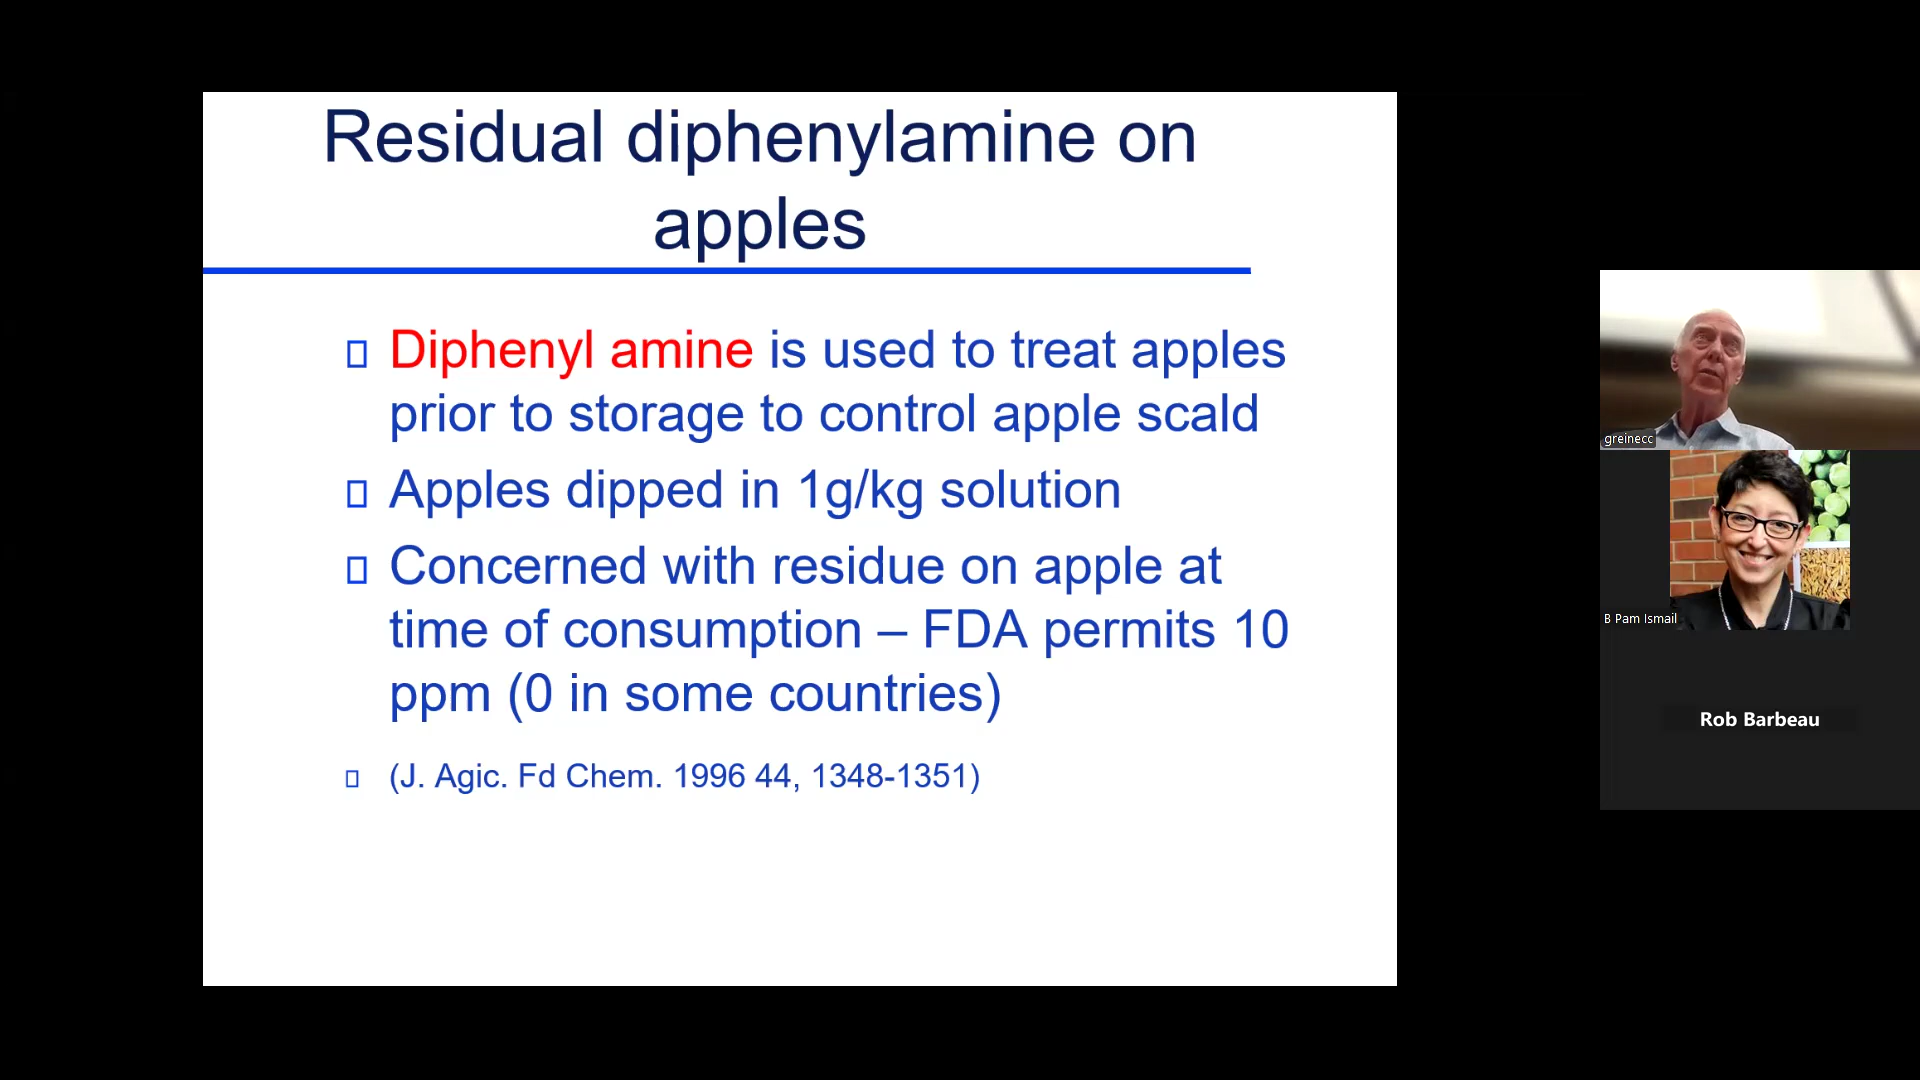 Residual diphenylamine on
apples
Diphenyl amine is used to treat apples
prior to storage to control apple scald
Apples dipped in 1g/kg solution
Concerned with residue on apple at
time of consumption – FDA permits 10
ppm (0 in some countries)
(J. Agic. Fd Chem. 1996 44, 1348-1351)
greinecc
B Pam Ismail
Rob Barbeau